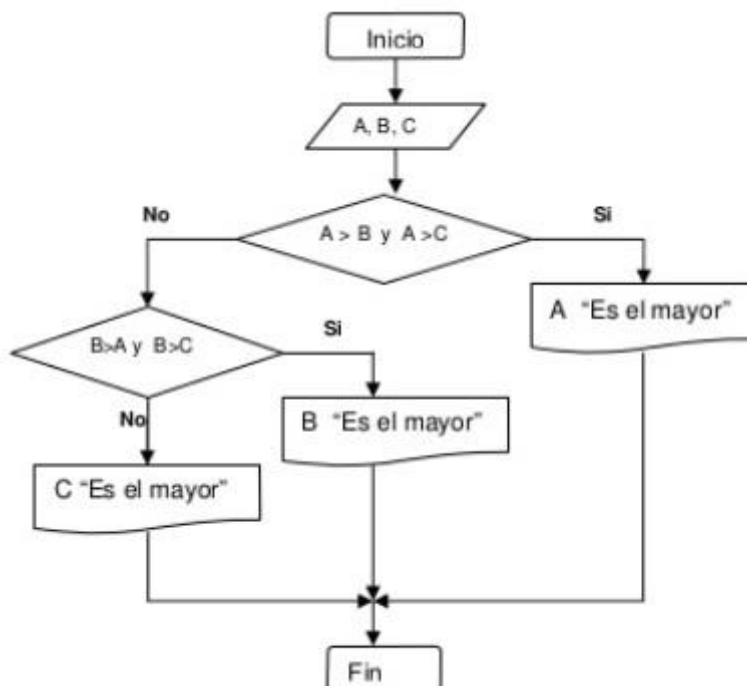 Inicio
A, B, C
No
Si
A > B y A >C
A “Es el mayor”
B>A y B>C
Si
No
B “Es el mayor”
C “Es el mayor”
Fin